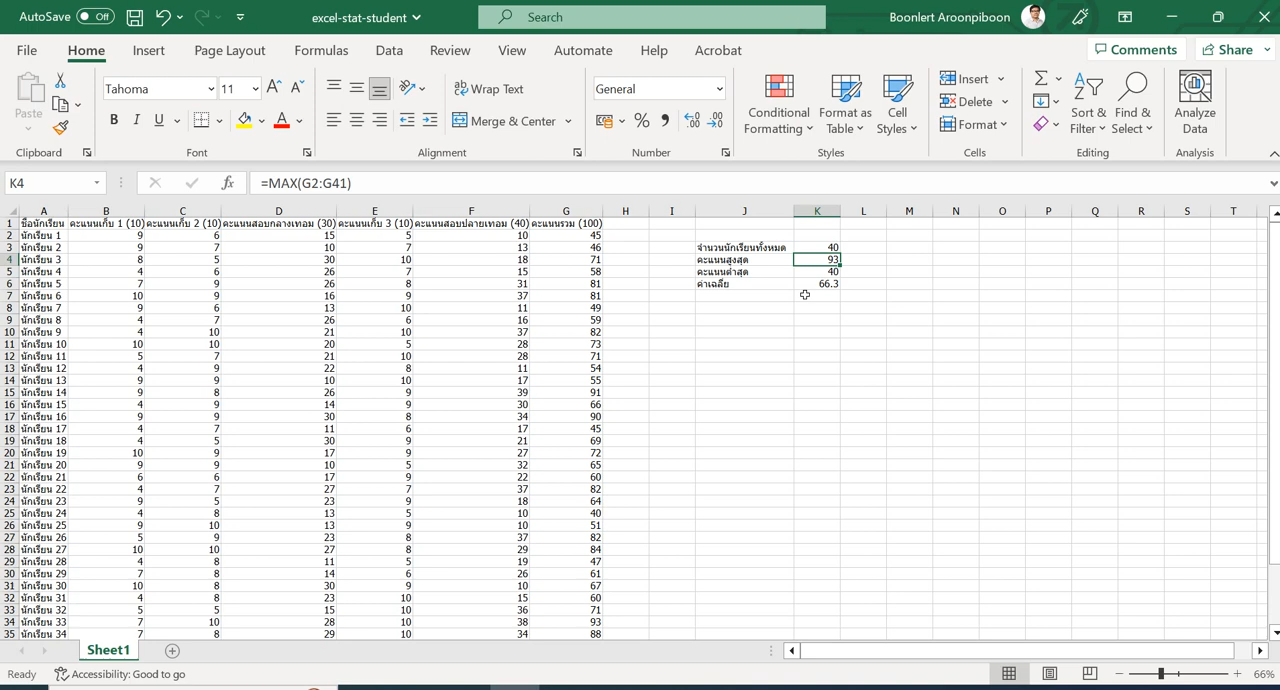 AutoSave Off excel-stat-student Search Boonlert Aroonpiboon
File Home Insert Page Layout Formulas Data Review View Automate Help Acrobat Comments Share
Paste Tahoma 11 Wrap Text General Conditional Formatting Format as Table Cell Styles Insert Sort & Filter Find & Select Analyze Data
B I U Merge & Center Delete
Format
Clipboard Font Alignment Number Styles Cells Editing Analysis
K4 fx =MAX(G2:G41)
A B C D E F G H I J K L M N O P Q R S T
1 ชื่อนักเรียน คะแนนเก็บ 1 (10) คะแนนเก็บ 2 (10) คะแนนสอบกลางเทอม (30) คะแนนเก็บ 3 (10) คะแนนสอบปลายเทอม (40) คะแนนรวม (100)
2 นักเรียน 1 9 6 15 5 10 45
3 นักเรียน 2 9 7 10 7 13 46 จำนวนนักเรียนทั้งหมด 40
4 นักเรียน 3 8 5 30 10 18 71 คะแนนสูงสุด 93
5 นักเรียน 4 4 6 26 7 15 58 คะแนนต่ำสุด 40
6 นักเรียน 5 7 9 26 8 31 81 ค่าเฉลี่ย 66.3
7 นักเรียน 6 10 9 16 9 37 81
8 นักเรียน 7 9 6 13 10 11 49
9 นักเรียน 8 4 7 26 6 16 59
10 นักเรียน 9 4 10 21 10 37 82
11 นักเรียน 10 10 10 20 5 28 73
12 นักเรียน 11 5 7 21 10 28 71
13 นักเรียน 12 4 9 22 8 11 54
14 นักเรียน 13 9 9 10 10 17 55
15 นักเรียน 14 9 8 26 9 39 91
16 นักเรียน 15 4 9 14 9 30 66
17 นักเรียน 16 9 9 30 8 34 90
18 นักเรียน 17 4 7 11 6 17 45
19 นักเรียน 18 4 5 30 9 21 69
20 นักเรียน 19 10 9 17 9 27 72
21 นักเรียน 20 9 9 10 5 32 65
22 นักเรียน 21 6 6 17 9 22 60
23 นักเรียน 22 4 7 27 7 37 82
24 นักเรียน 23 9 5 23 9 18 64
25 นักเรียน 24 4 8 13 5 10 40
26 นักเรียน 25 9 10 13 9 10 51
27 นักเรียน 26 5 9 23 8 37 82
28 นักเรียน 27 10 10 27 8 29 84
29 นักเรียน 28 4 8 11 5 19 47
30 นักเรียน 29 7 8 14 6 26 61
31 นักเรียน 30 10 8 30 9 10 67
32 นักเรียน 31 4 8 23 10 15 60
33 นักเรียน 32 5 5 15 10 36 71
34 นักเรียน 33 7 10 28 10 38 93
35 นักเรียน 34 7 8 29 10 34 88
Sheet1
Ready Accessibility: Good to go 66%